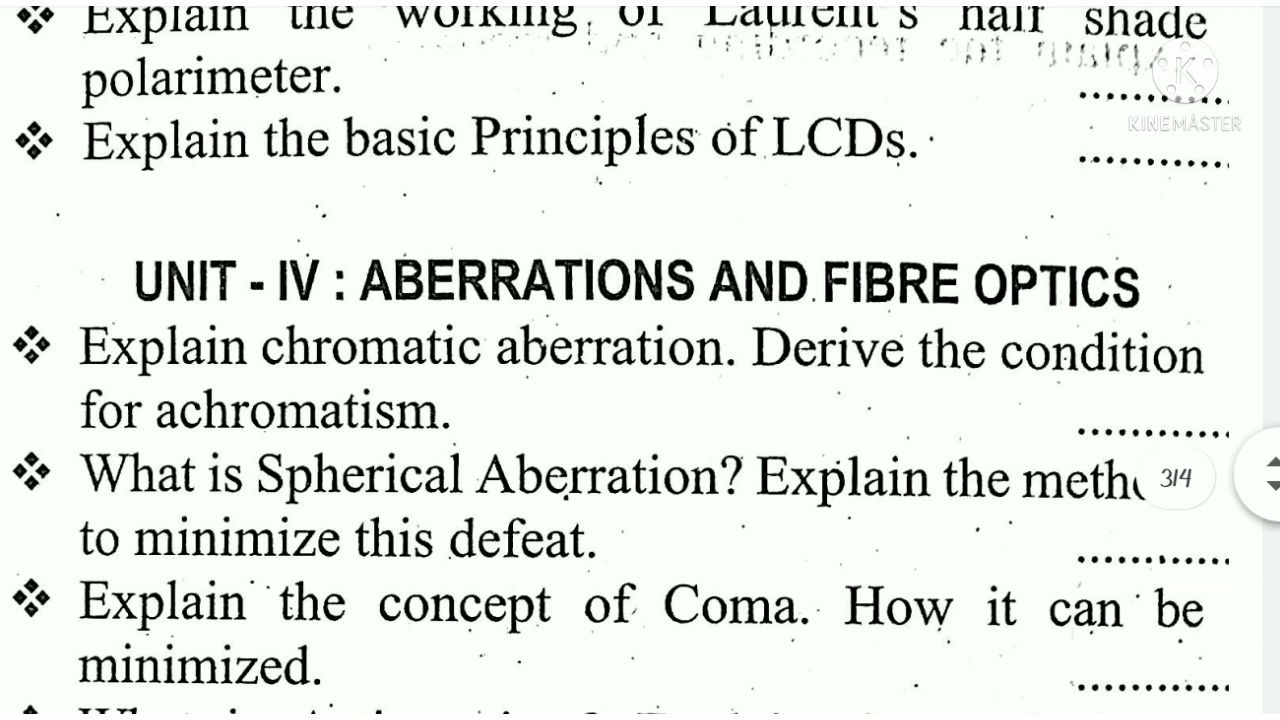 ❖ Explain the working of Laurent's half shade
polarimeter. ............
KINEMASTER
❖ Explain the basic Principles of LCDs. ............
UNIT - IV : ABERRATIONS AND FIBRE OPTICS
❖ Explain chromatic aberration. Derive the condition
for achromatism. ............
❖ What is Spherical Aberration? Explain the
3/4
to minimize this defeat. ............
❖ Explain the concept of Coma. How it can be
minimized. ............